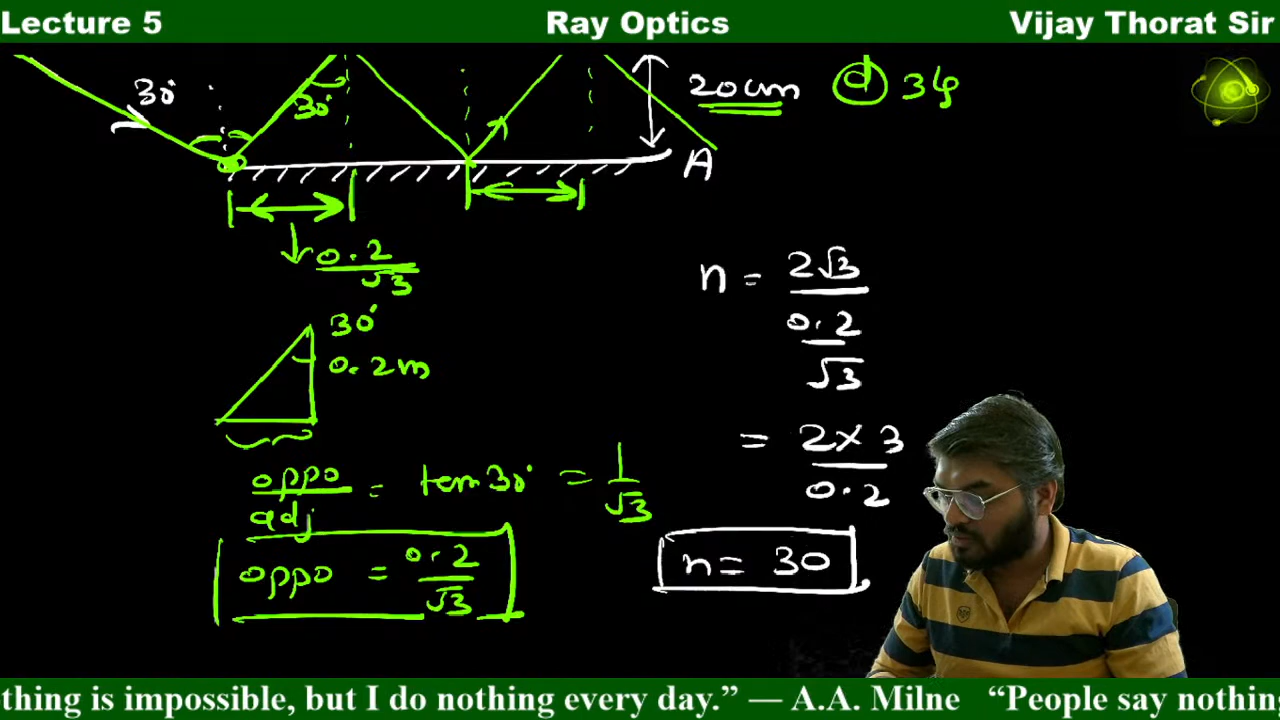 Lecture 5 Ray Optics Vijay Thorat Sir
30° 30° 20cm (d) 34
A
0.2/√3
n = 2√3/(0.2/√3)
30°
0.2m
= 2×3/0.2
oppo/adj = tan 30° = 1/√3
oppo = 0.2/√3
n = 30
thing is impossible, but I do nothing every day.” — A.A. Milne “People say nothing